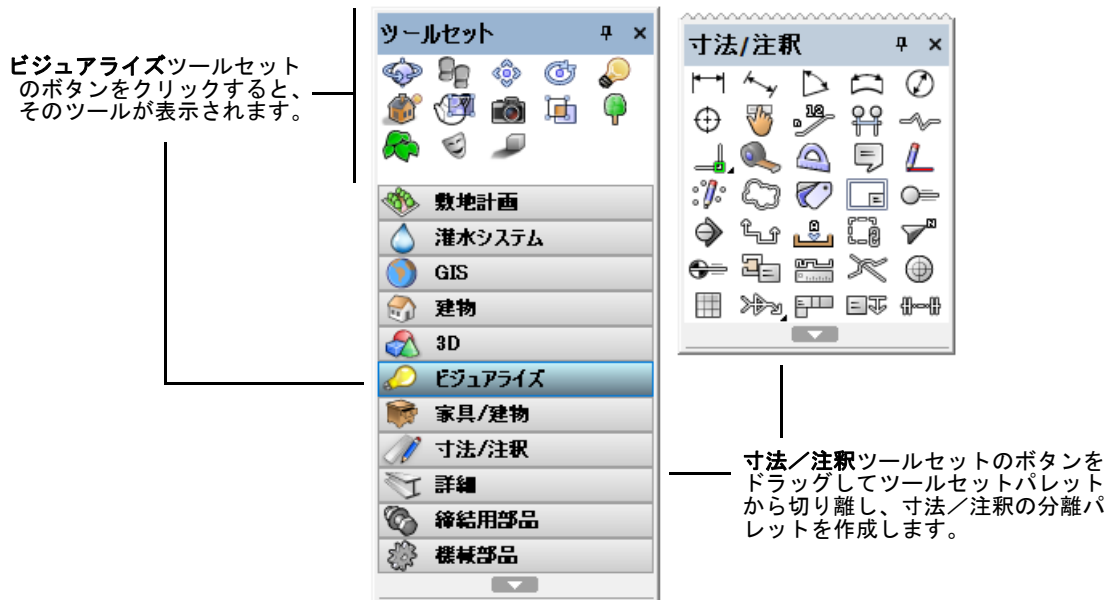 ビジュアライズツールセット
のボタンをクリックすると、
そのツールが表示されます。
ツールセット
敷地計画
灌水システム
GIS
建物
3D
ビジュアライズ
家具/建物
寸法/注釈
詳細
締結用部品
機械部品
寸法/注釈
寸法／注釈ツールセットのボタンを
ドラッグしてツールセットパレット
から切り離し、寸法／注釈の分離パ
レットを作成します。